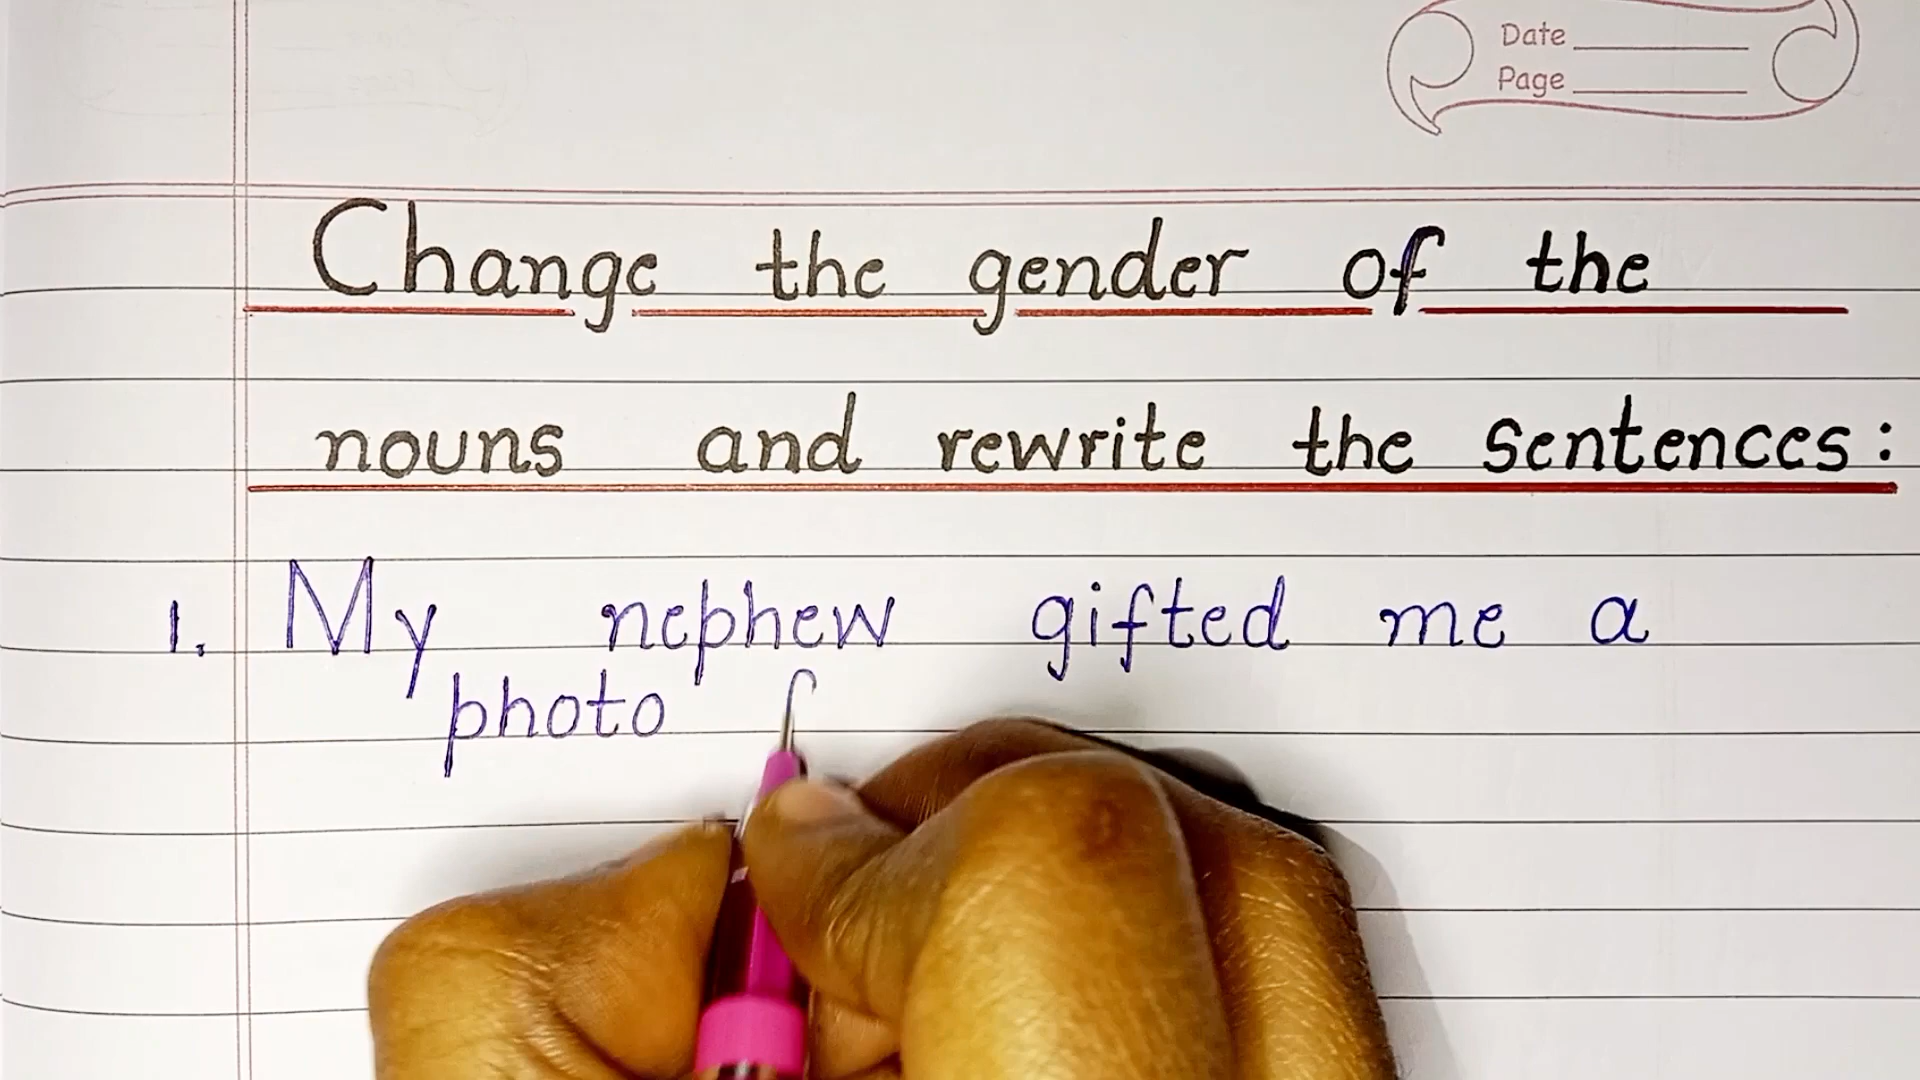 Date
Page
Change the gender of the
nouns and rewrite the sentences:
1. My nephew gifted me a
photo